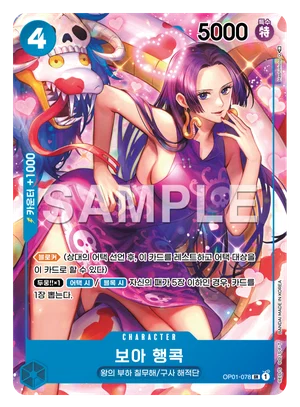 4
5000
특수
特
카운터 +1000
SAMPLE
블로커 (상대의 어택 선언 후, 이 카드를 레스트하고 어택 대상을
이 카드로 할 수 있다)
두웅!!×1 어택 시 / 블록 시 자신의 패가 5장 이하인 경우, 카드를
1장 뽑는다.
CHARACTER
보아 행콕
왕의 부하 칠무해/구사 해적단
OP01-078 SR 1